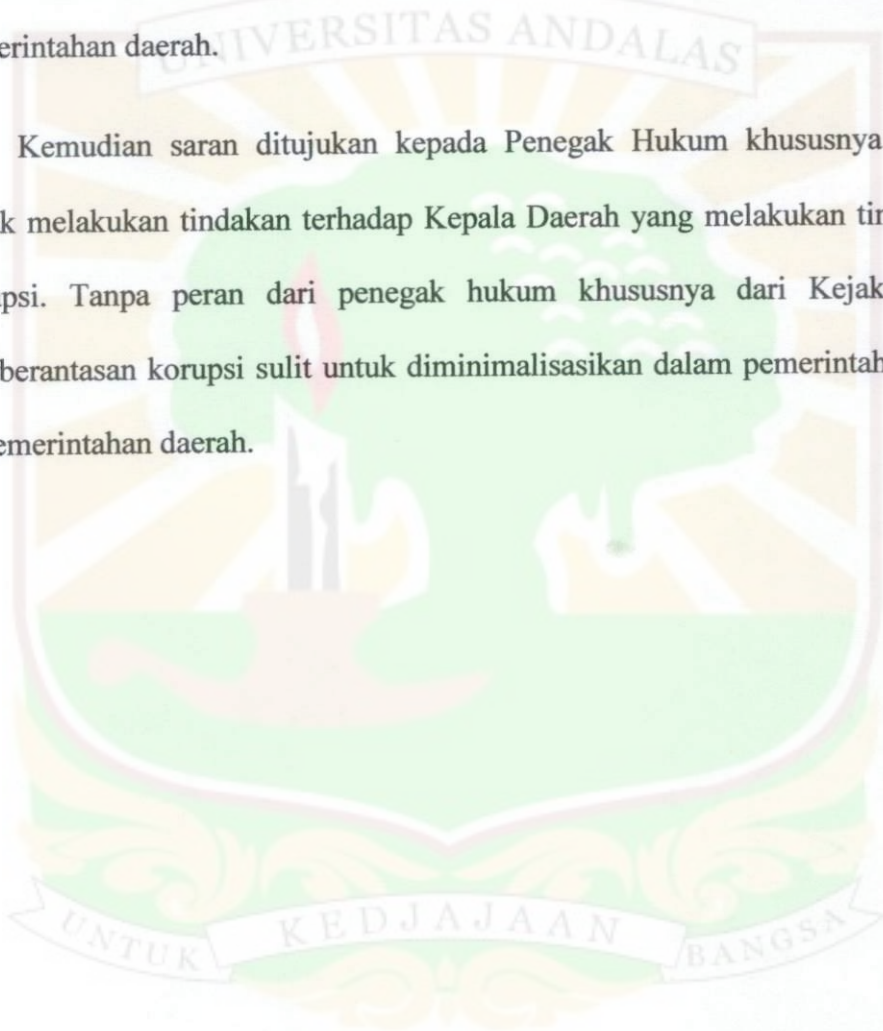 erintahan daerah.
UNIVERSITAS ANDALAS
Kemudian saran ditujukan kepada Penegak Hukum khususnya
k melakukan tindakan terhadap Kepala Daerah yang melakukan tin
psi. Tanpa peran dari penegak hukum khususnya dari Kejak
berantasan korupsi sulit untuk diminimalisasikan dalam pemerintah
emerintahan daerah.
UNTUK KEDJAJAAN BANGSA